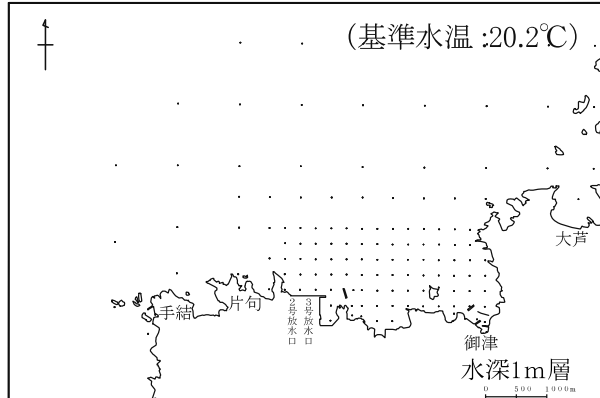 （基準水温：20.2℃）
大芦
手結
片句
2号放水口
3号放水口
御津
水深1m層
0 500 1000m